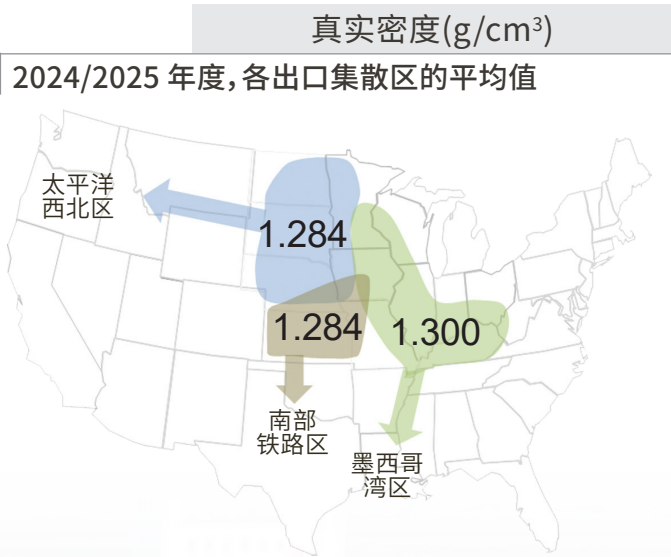 真实密度(g/cm³)
2024/2025 年度，各出口集散区的平均值
太平洋
西北区
1.284
1.284
1.300
南部
铁路区
墨西哥
湾区